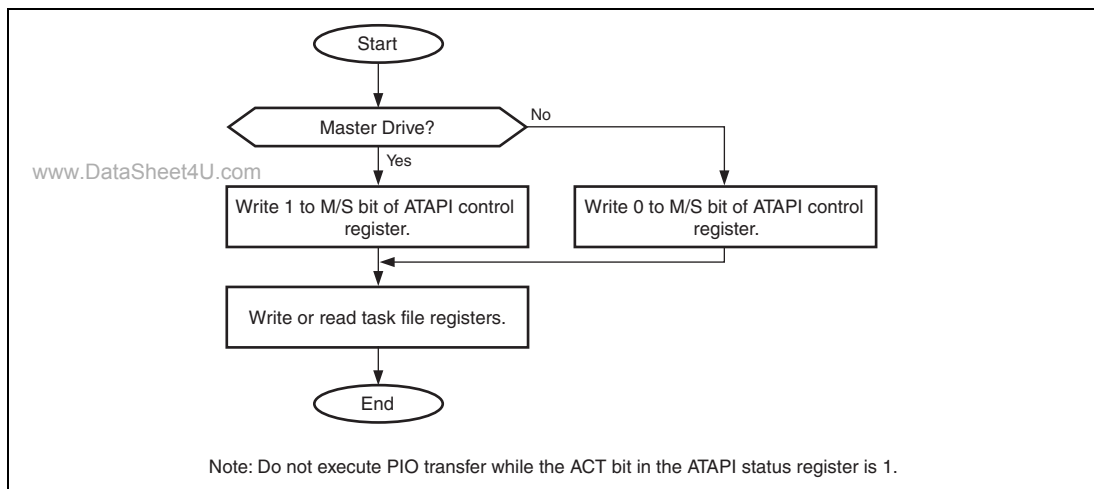 Start
Master Drive?
No
Yes
www.DataSheet4U.com
Write 1 to M/S bit of ATAPI control
register.
Write 0 to M/S bit of ATAPI control
register.
Write or read task file registers.
End
Note: Do not execute PIO transfer while the ACT bit in the ATAPI status register is 1.